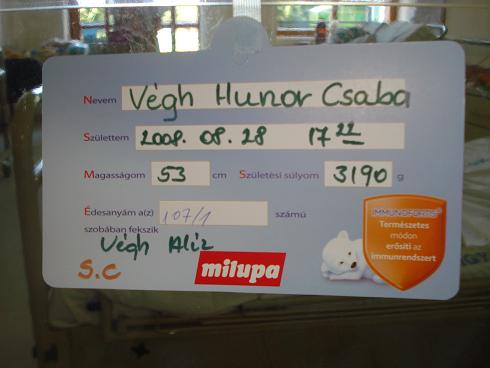 Nevem Végh Hunor Csaba
Születtem 2008. 08. 28 17 22
Magasságom 53 cm Születési súlyom 3190 g
Édesanyám a(z) 107/1 számú
szobában fekszik
Végh Aliz
S.C
milupa
IMMUNOFORTIS
Természetes
módon
erősíti az
immunrendszert